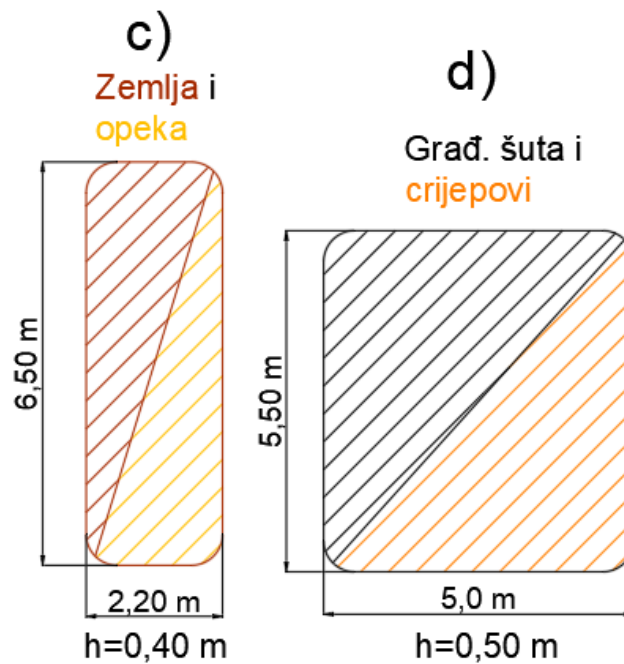 c)
Zemlja i
opeka
6,50 m
2,20 m
h=0,40 m
d)
Građ. šuta i
crijepovi
5,50 m
5,0 m
h=0,50 m